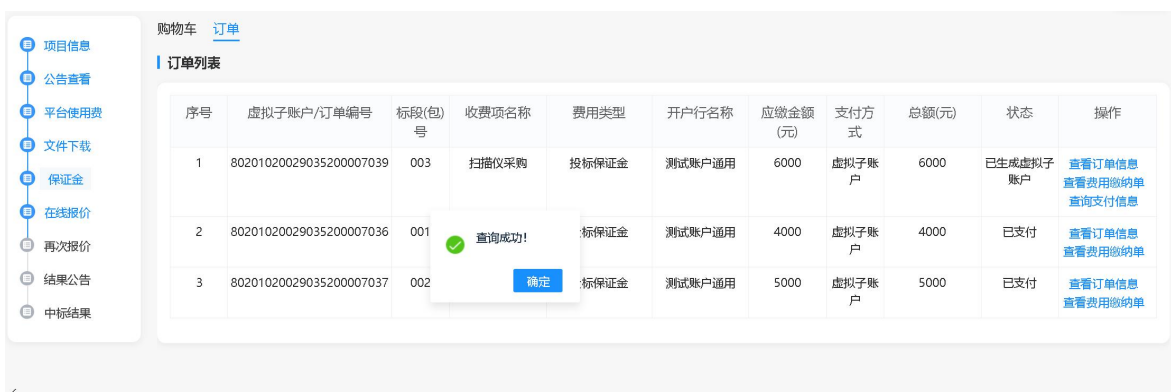 购物车 订单
项目信息
公告查看
平台使用费
文件下载
保证金
在线报价
再次报价
结果公告
中标结果
订单列表
序号 虚拟子账户/订单编号 标段(包)号 收费项名称 费用类型 开户行名称 应缴金额(元) 支付方式 总额(元) 状态 操作
1 80201020029035200007039 003 扫描仪采购 投标保证金 测试账户通用 6000 虚拟子账户 6000 已生成虚拟子账户 查看订单信息
查看费用缴纳单
查询支付信息
2 80201020029035200007036 001 标保证金 测试账户通用 4000 虚拟子账户 4000 已支付 查看订单信息
查看费用缴纳单
3 80201020029035200007037 002 标保证金 测试账户通用 5000 虚拟子账户 5000 已支付 查看订单信息
查看费用缴纳单
查询成功!
确定